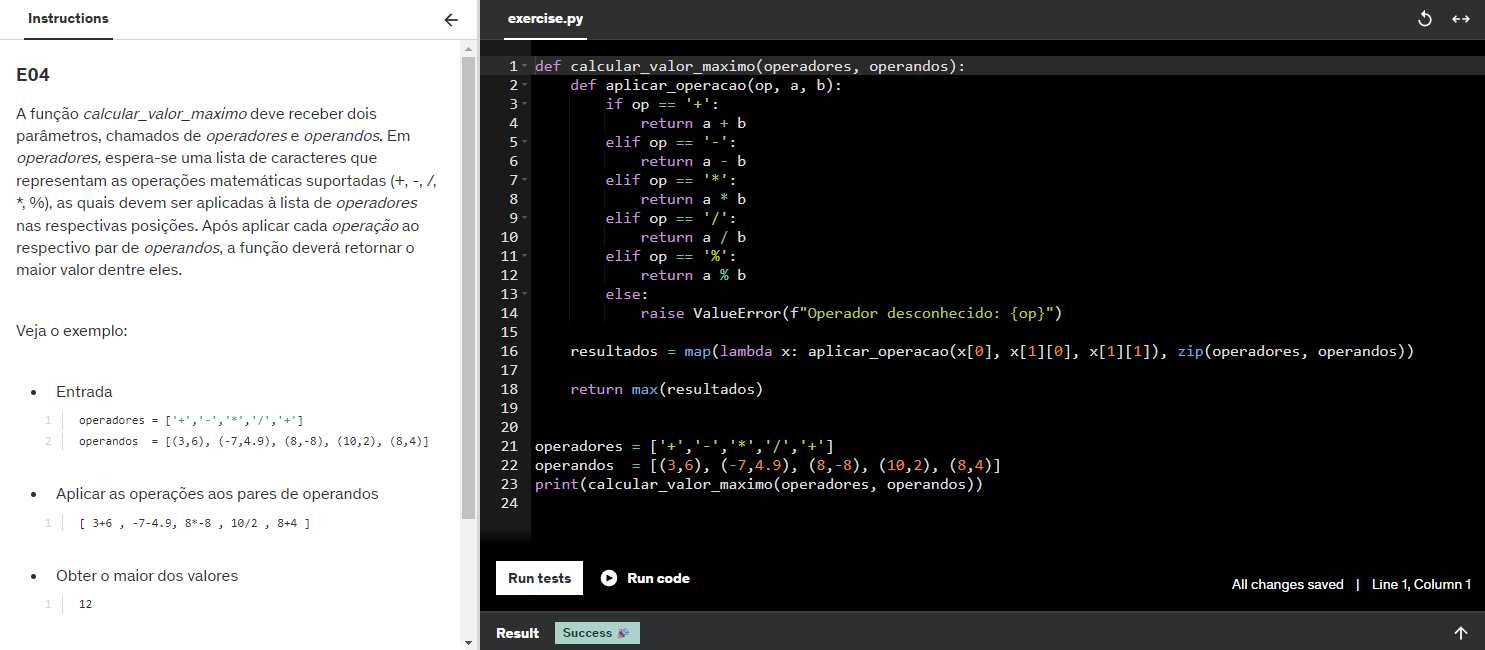 Instructions
E04
A função calcular_valor_maximo deve receber dois
parâmetros, chamados de operadores e operandos. Em
operadores, espera-se uma lista de caracteres que
representam as operações matemáticas suportadas (+, -, /,
*, %), as quais devem ser aplicadas à lista de operadores
nas respectivas posições. Após aplicar cada operação ao
respectivo par de operandos, a função deverá retornar o
maior valor dentre eles.
Veja o exemplo:
• Entrada
1 operadores = ['+','-','*','/','+']
2 operandos  = [(3,6), (-7,4.9), (8,-8), (10,2), (8,4)]
• Aplicar as operações aos pares de operandos
1 [ 3+6 , -7-4.9, 8*-8 , 10/2 , 8+4 ]
• Obter o maior dos valores
1 12
exercise.py
1 def calcular_valor_maximo(operadores, operandos):
2     def aplicar_operacao(op, a, b):
3         if op == '+':
4             return a + b
5         elif op == '-':
6             return a - b
7         elif op == '*':
8             return a * b
9         elif op == '/':
10             return a / b
11         elif op == '%':
12             return a % b
13         else:
14             raise ValueError(f"Operador desconhecido: {op}")
15
16     resultados = map(lambda x: aplicar_operacao(x[0], x[1][0], x[1][1]), zip(operadores, operandos))
17
18     return max(resultados)
19
20
21 operadores = ['+','-','*','/','+']
22 operandos  = [(3,6), (-7,4.9), (8,-8), (10,2), (8,4)]
23 print(calcular_valor_maximo(operadores, operandos))
24
Run tests Run code
All changes saved | Line 1, Column 1
Result Success 🎉